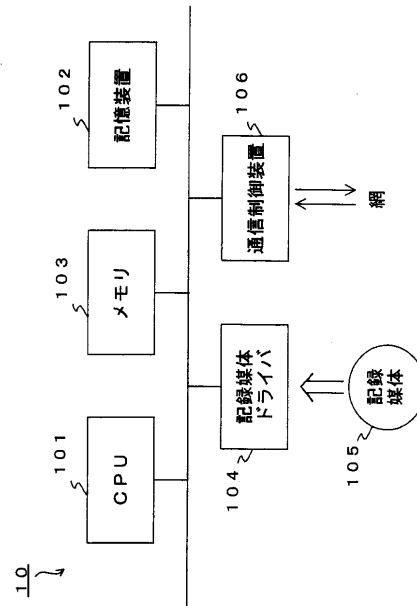 10
101
CPU
103
メモリ
102
記憶装置
104
記録媒体
ドライバ
106
通信制御装置
105
記録
媒体
網